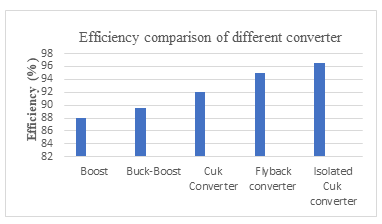 Efficiency comparison of different converter
Efficiency (%)
98
96
94
92
90
88
86
84
82
Boost
Buck-Boost
Cuk
Converter
Flyback
converter
Isolated
Cuk
converter